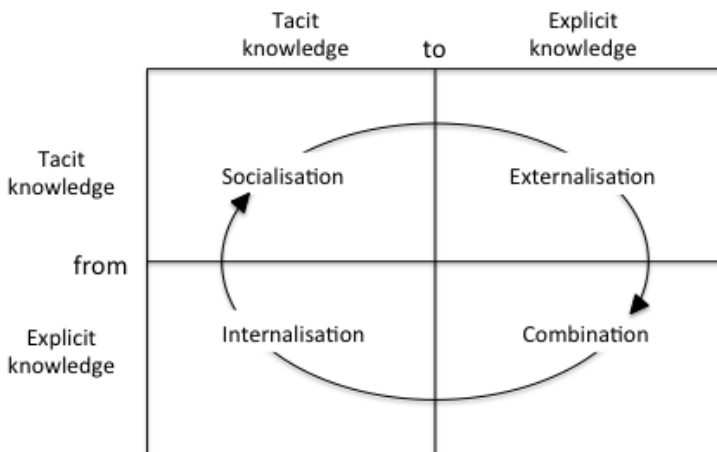 Tacit
knowledge
to
Explicit
knowledge
Tacit
knowledge
Socialisation
Externalisation
from
Explicit
knowledge
Internalisation
Combination